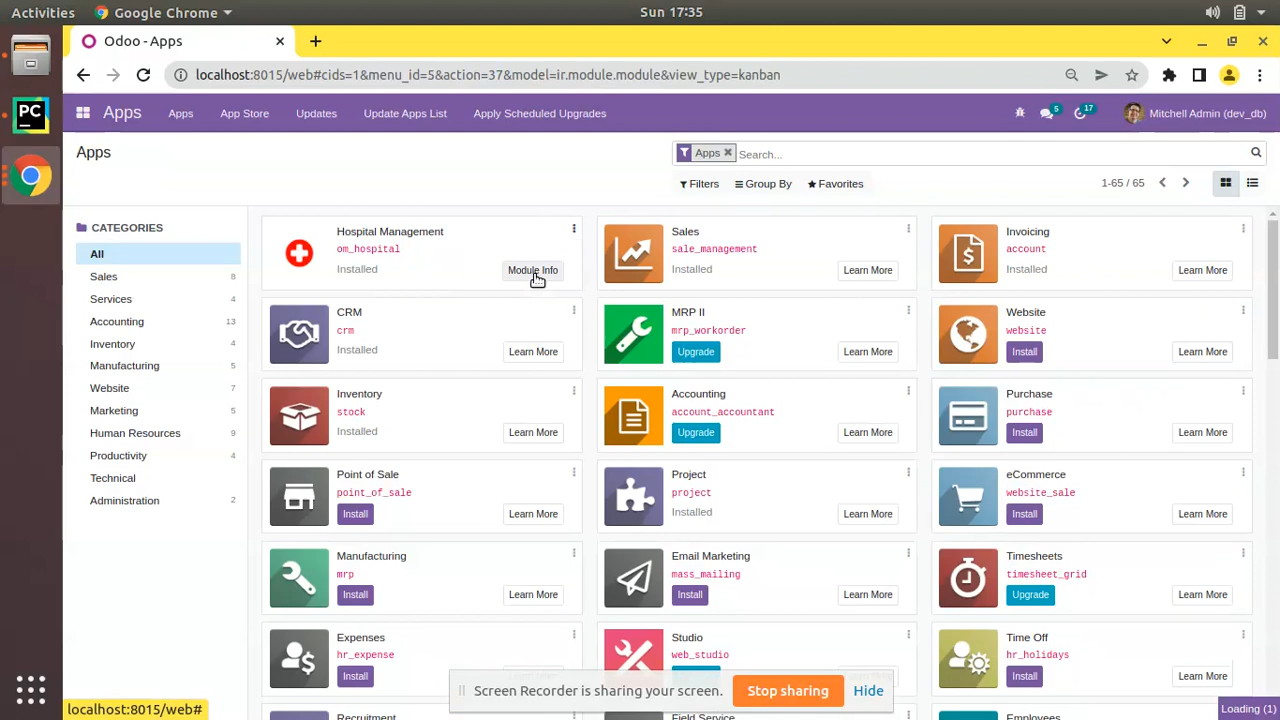 Activities
Google Chrome
Sun 17:35
Odoo - Apps
localhost:8015/web#cids=1&menu_id=5&action=37&model=ir.module.module&view_type=kanban
Apps
Apps
App Store
Updates
Update Apps List
Apply Scheduled Upgrades
5
17
Mitchell Admin (dev_db)
Apps
Apps
Search...
Filters
Group By
Favorites
1-65 / 65
CATEGORIES
All
Sales 8
Services 4
Accounting 13
Inventory 4
Manufacturing 5
Website 7
Marketing 5
Human Resources 9
Productivity 4
Technical
Administration 2
Hospital Management
om_hospital
Installed
Module Info
Sales
sale_management
Installed
Learn More
Invoicing
account
Installed
Learn More
CRM
crm
Installed
Learn More
MRP II
mrp_workorder
Upgrade
Learn More
Website
website
Install
Learn More
Inventory
stock
Installed
Learn More
Accounting
account_accountant
Upgrade
Learn More
Purchase
purchase
Install
Learn More
Point of Sale
point_of_sale
Install
Learn More
Project
project
Installed
Learn More
eCommerce
website_sale
Install
Learn More
Manufacturing
mrp
Install
Learn More
Email Marketing
mass_mailing
Install
Learn More
Timesheets
timesheet_grid
Upgrade
Learn More
Expenses
hr_expense
Install
Studio
web_studio
Time Off
hr_holidays
Install
Learn More
Recruitment
Field Service
Employees
PC
Screen Recorder is sharing your screen.
Stop sharing
Hide
localhost:8015/web#
Loading (1)